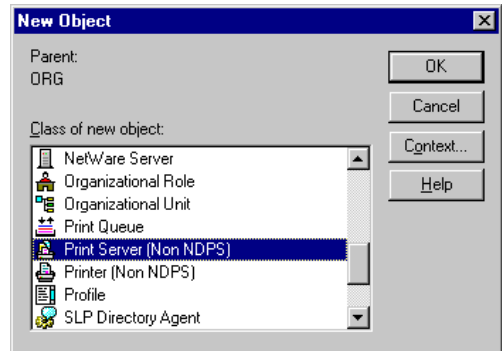 New Object
Parent:
ORG
Class of new object:
NetWare Server
Organizational Role
Organizational Unit
Print Queue
Print Server (Non NDPS)
Printer (Non NDPS)
Profile
SLP Directory Agent
OK
Cancel
Context...
Help